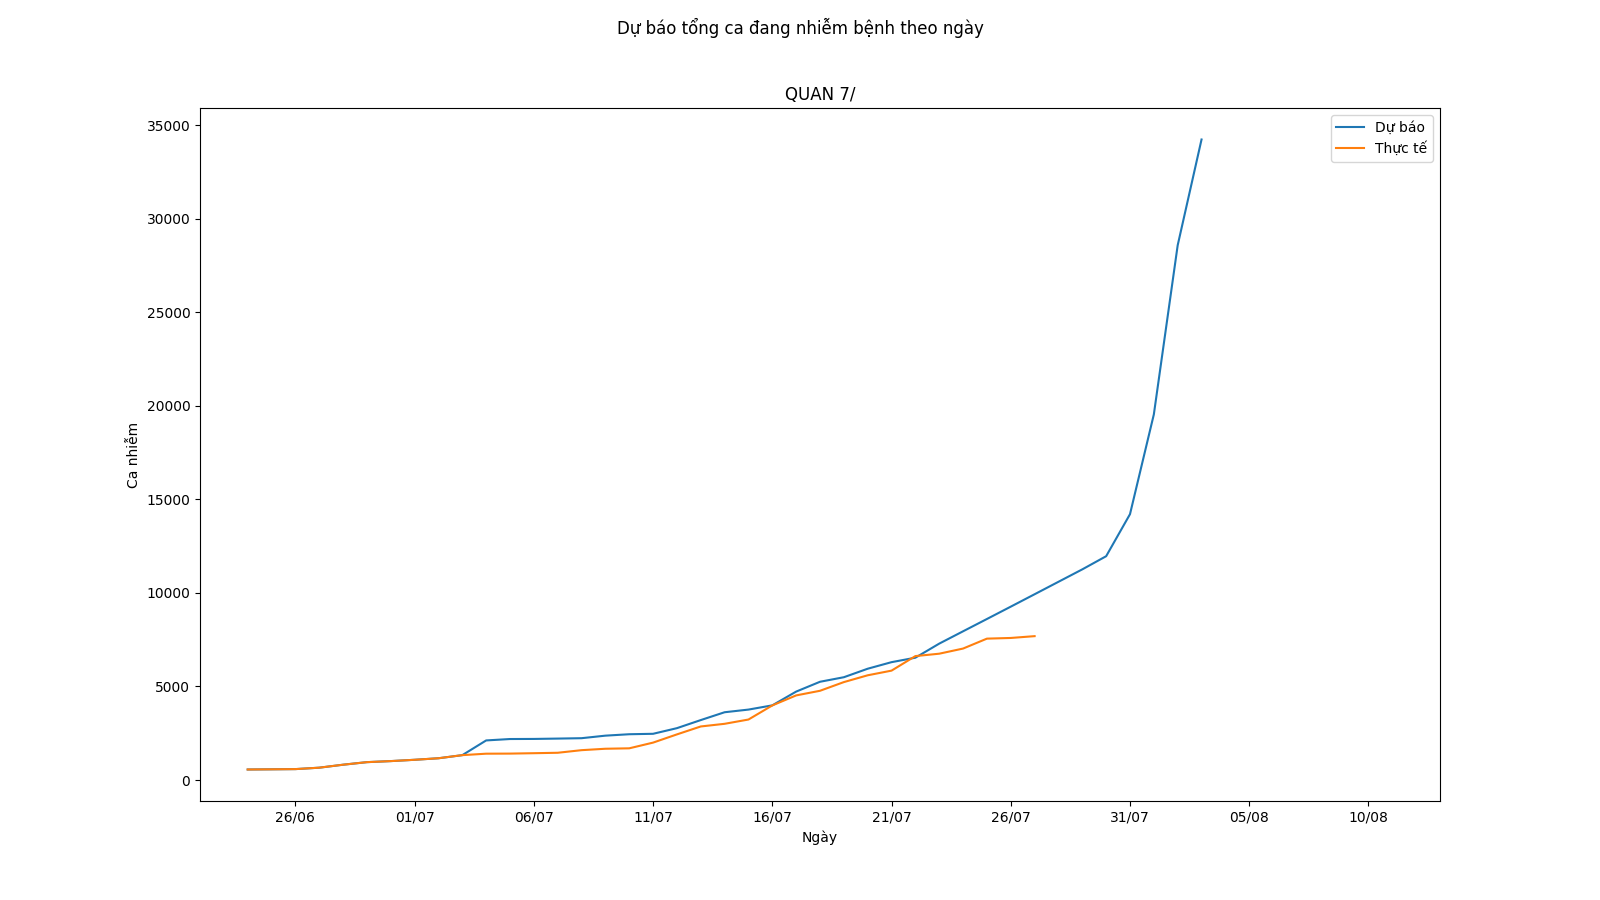 Dự báo tổng ca đang nhiễm bệnh theo ngày
QUAN 7/
Dự báo
Thực tế
Ca nhiễm
35000
30000
25000
20000
15000
10000
5000
0
26/06 01/07 06/07 11/07 16/07 21/07 26/07 31/07 05/08 10/08
Ngày